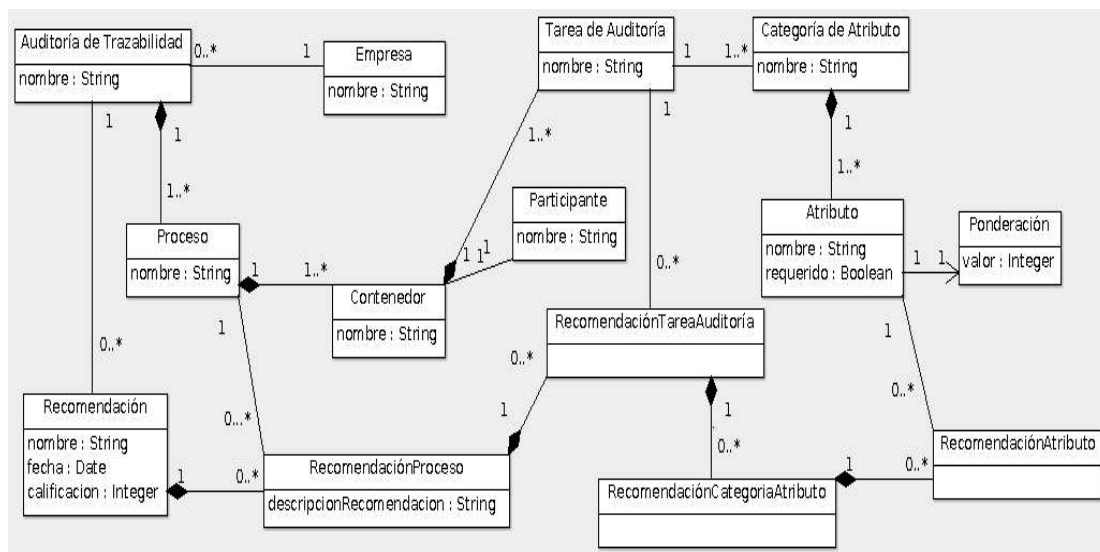 Auditoría de Trazabilidad
nombre : String
0..*
1
Empresa
nombre : String
Tarea de Auditoría
nombre : String
1
1..*
Categoría de Atributo
nombre : String
1
1
1..*
1
1
1..*
1..*
Proceso
nombre : String
1
1..*
Contenedor
nombre : String
1
1
1
Participante
nombre : String
Atributo
nombre : String
requerido : Boolean
1
1
Ponderación
valor : Integer
0..*
RecomendaciónTareaAuditoría
1
0..*
1
0..*
1
0..*
0..*
1
Recomendación
nombre : String
fecha : Date
calificacion : Integer
1
0..*
RecomendaciónProceso
descripcionRecomendacion : String
1
0..*
RecomendaciónCategoriaAtributo
1
0..*
RecomendaciónAtributo